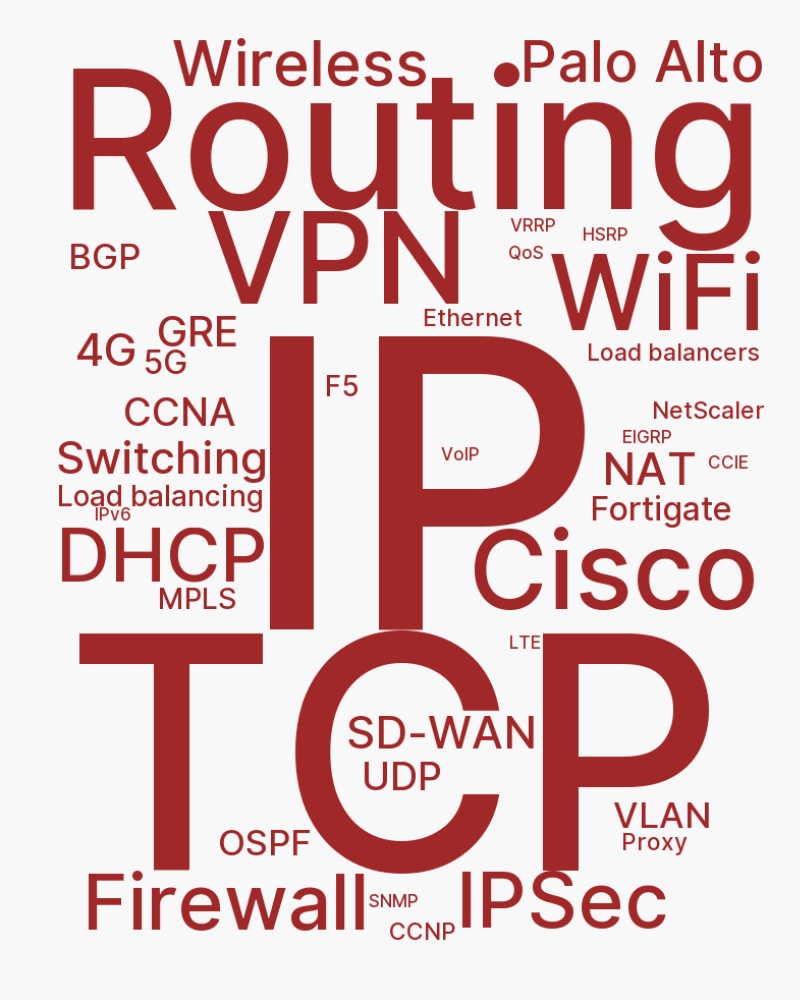 Wireless
Palo Alto
Routing
VPN
VRRP
HSRP
BGP
QoS
WiFi
Ethernet
GRE
4G
5G
Load balancers
IP
F5
CCNA
NetScaler
EIGRP
VoIP
Switching
NAT
CCIE
Load balancing
IPv6
Fortigate
DHCP
Cisco
MPLS
TCP
LTE
SD-WAN
UDP
VLAN
OSPF
Proxy
Firewall
SNMP
IPSec
CCNP